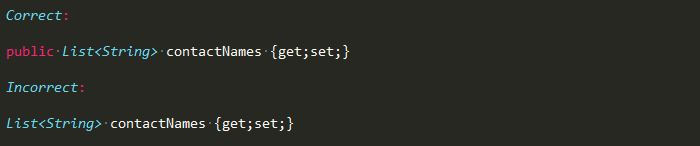 Correct:
public List<String> contactNames {get;set;}
Incorrect:
List<String> contactNames {get;set;}